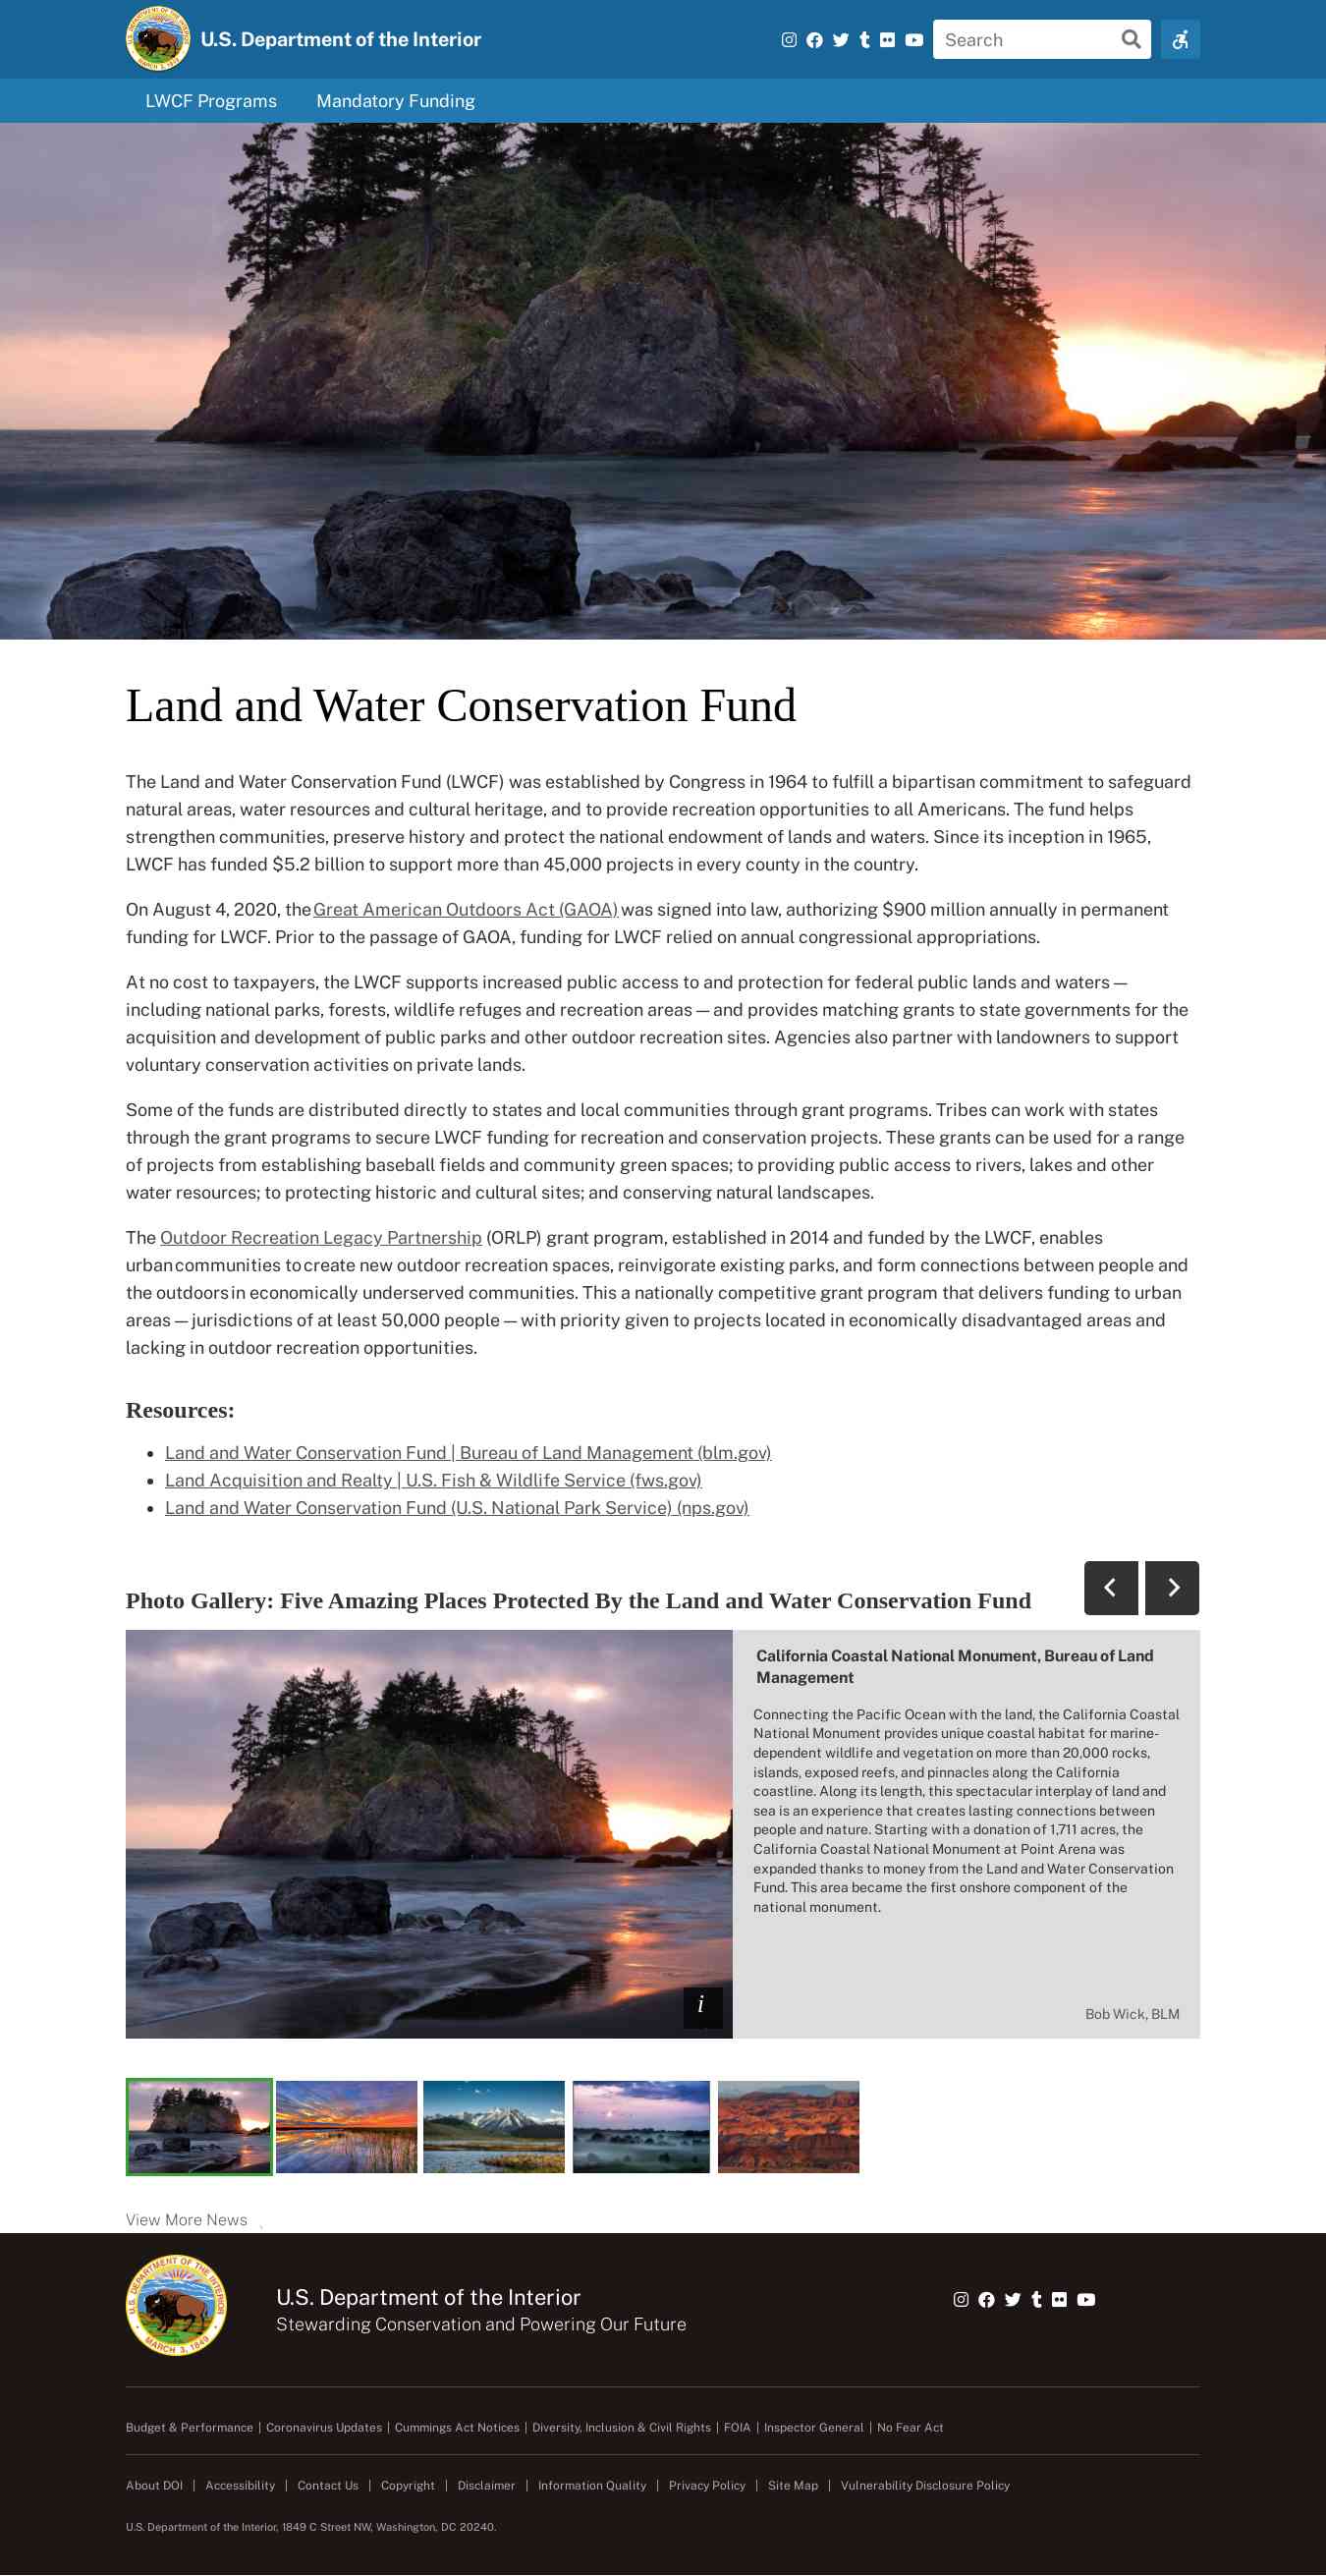 U.S. Department of the Interior
Search
LWCF Programs Mandatory Funding
Land and Water Conservation Fund
The Land and Water Conservation Fund (LWCF) was established by Congress in 1964 to fulfill a bipartisan commitment to safeguard
natural areas, water resources and cultural heritage, and to provide recreation opportunities to all Americans. The fund helps
strengthen communities, preserve history and protect the national endowment of lands and waters. Since its inception in 1965,
LWCF has funded $5.2 billion to support more than 45,000 projects in every county in the country.
On August 4, 2020, the Great American Outdoors Act (GAOA) was signed into law, authorizing $900 million annually in permanent
funding for LWCF. Prior to the passage of GAOA, funding for LWCF relied on annual congressional appropriations.
At no cost to taxpayers, the LWCF supports increased public access to and protection for federal public lands and waters —
including national parks, forests, wildlife refuges and recreation areas — and provides matching grants to state governments for the
acquisition and development of public parks and other outdoor recreation sites. Agencies also partner with landowners to support
voluntary conservation activities on private lands.
Some of the funds are distributed directly to states and local communities through grant programs. Tribes can work with states
through the grant programs to secure LWCF funding for recreation and conservation projects. These grants can be used for a range
of projects from establishing baseball fields and community green spaces; to providing public access to rivers, lakes and other
water resources; to protecting historic and cultural sites; and conserving natural landscapes.
The Outdoor Recreation Legacy Partnership (ORLP) grant program, established in 2014 and funded by the LWCF, enables
urban communities to create new outdoor recreation spaces, reinvigorate existing parks, and form connections between people and
the outdoors in economically underserved communities. This a nationally competitive grant program that delivers funding to urban
areas — jurisdictions of at least 50,000 people — with priority given to projects located in economically disadvantaged areas and
lacking in outdoor recreation opportunities.
Resources:
• Land and Water Conservation Fund | Bureau of Land Management (blm.gov)
• Land Acquisition and Realty | U.S. Fish & Wildlife Service (fws.gov)
• Land and Water Conservation Fund (U.S. National Park Service) (nps.gov)
Photo Gallery: Five Amazing Places Protected By the Land and Water Conservation Fund
California Coastal National Monument, Bureau of Land
Management
Connecting the Pacific Ocean with the land, the California Coastal
National Monument provides unique coastal habitat for marine-
dependent wildlife and vegetation on more than 20,000 rocks,
islands, exposed reefs, and pinnacles along the California
coastline. Along its length, this spectacular interplay of land and
sea is an experience that creates lasting connections between
people and nature. Starting with a donation of 1,711 acres, the
California Coastal National Monument at Point Arena was
expanded thanks to money from the Land and Water Conservation
Fund. This area became the first onshore component of the
national monument.
i
Bob Wick, BLM
View More News
U.S. DEPARTMENT OF THE INTERIOR
MARCH 3, 1849
U.S. Department of the Interior
Stewarding Conservation and Powering Our Future
Budget & Performance | Coronavirus Updates | Cummings Act Notices | Diversity, Inclusion & Civil Rights | FOIA | Inspector General | No Fear Act
About DOI | Accessibility | Contact Us | Copyright | Disclaimer | Information Quality | Privacy Policy | Site Map | Vulnerability Disclosure Policy
U.S. Department of the Interior, 1849 C Street NW, Washington, DC 20240.